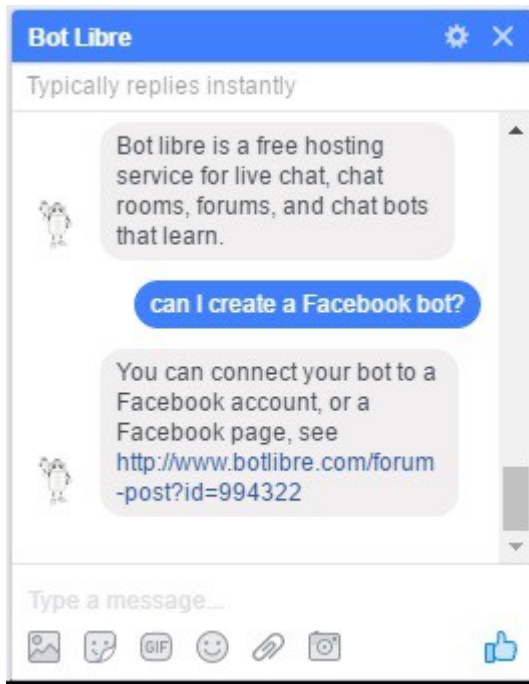 Bot Libre
Typically replies instantly
Bot libre is a free hosting
service for live chat, chat
rooms, forums, and chat bots
that learn.
can I create a Facebook bot?
You can connect your bot to a
Facebook account, or a
Facebook page, see
http://www.botlibre.com/forum
-post?id=994322
Type a message...
GIF